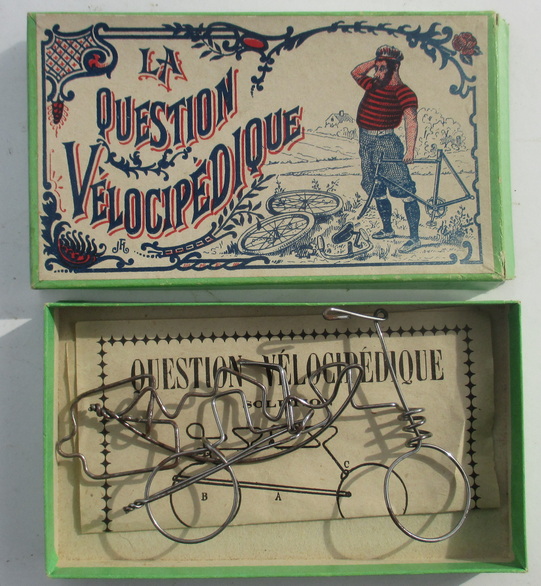 LA
QUESTION
VÉLOCIPÉDIQUE
QUESTION VÉLOCIPÉDIQUE
B
A
C